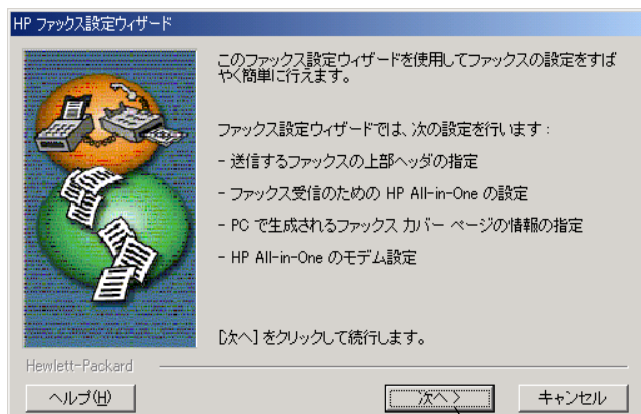 HP ファックス設定ウィザード
このファックス設定ウィザードを使用してファックスの設定をすば
やく簡単に行えます。
ファックス設定ウィザードでは、次の設定を行います :
- 送信するファックスの上部ヘッダの指定
- ファックス受信のための HP All-in-One の設定
- PC で生成されるファックス カバー ページの情報の指定
- HP All-in-One のモデム設定
[次へ] をクリックして続行します。
Hewlett-Packard
ヘルプ(H)
次へ >
キャンセル